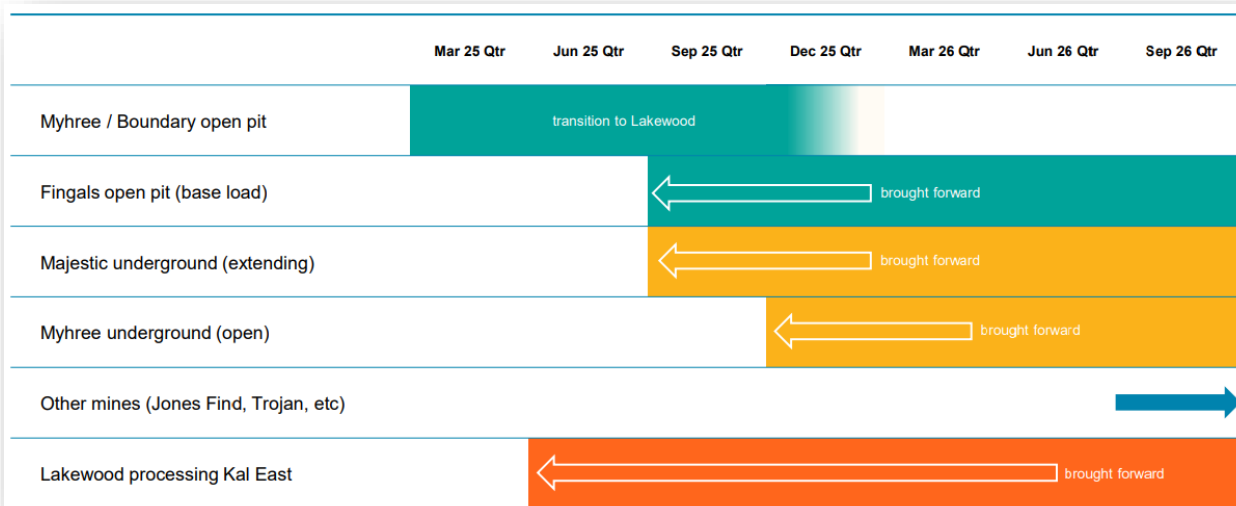 Mar 25 Qtr Jun 25 Qtr Sep 25 Qtr Dec 25 Qtr Mar 26 Qtr Jun 26 Qtr Sep 26 Qtr
Myhree / Boundary open pit transition to Lakewood
Fingals open pit (base load) brought forward
Majestic underground (extending) brought forward
Myhree underground (open) brought forward
Other mines (Jones Find, Trojan, etc)
Lakewood processing Kal East brought forward